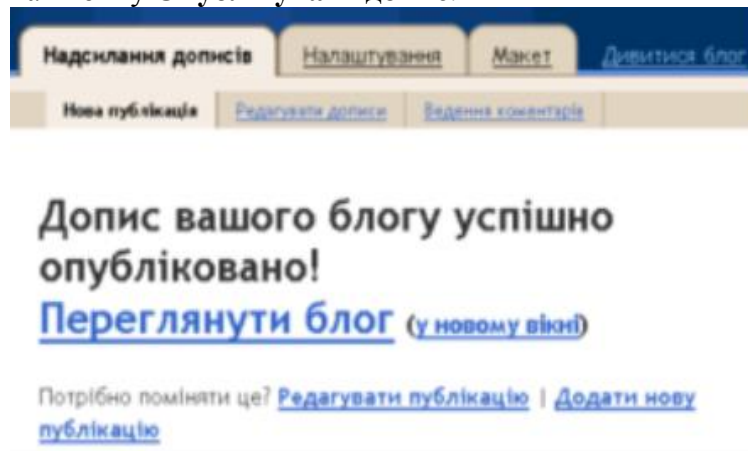 Надсилання дописів Налаштування Макет Дивитися блог
Нова публікація Редагувати дописи Ведення коментарів
Допис вашого блогу успішно
опубліковано!
Переглянути блог (у новому вікні)
Потрібно поміняти це? Редагувати публікацію | Додати нову
публікацію